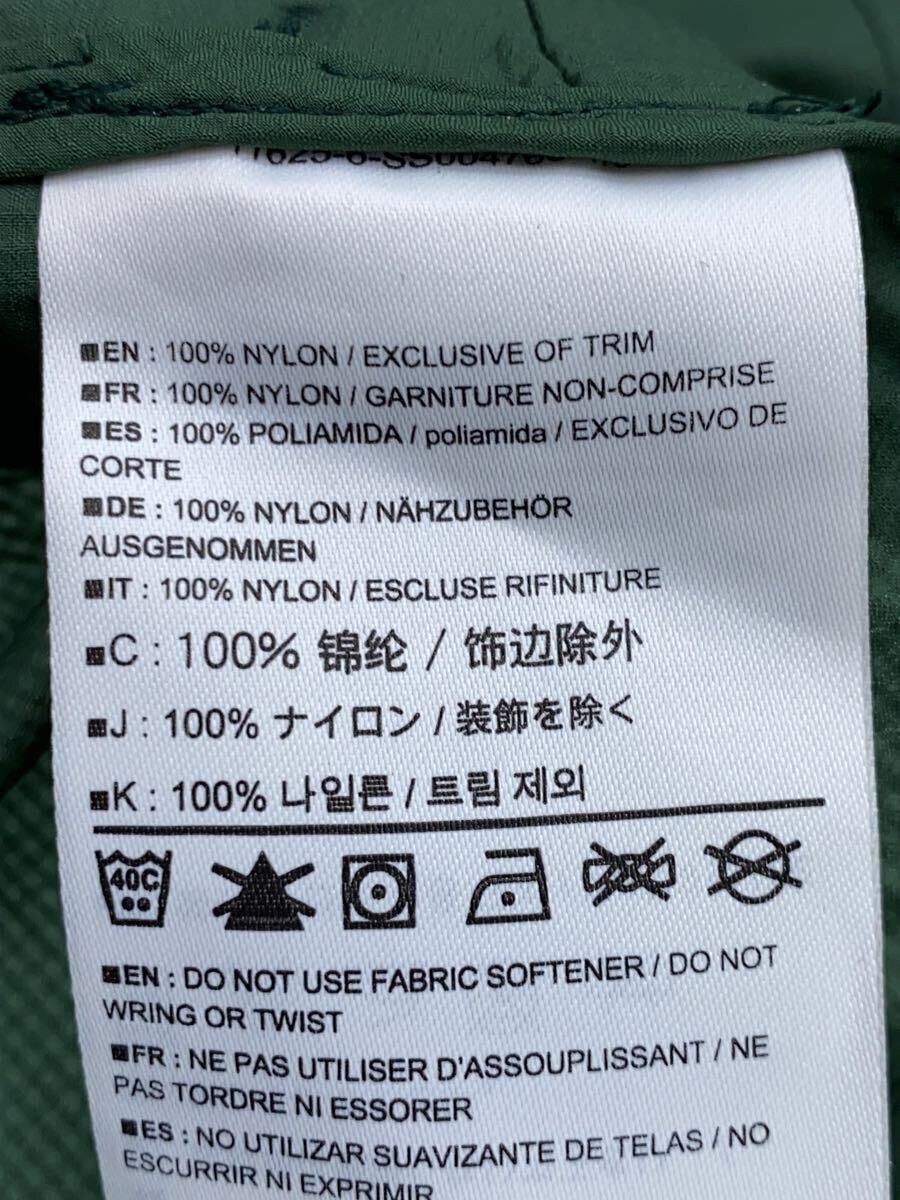 EN : 100% NYLON / EXCLUSIVE OF TRIM
FR : 100% NYLON / GARNITURE NON-COMPRISE
ES : 100% POLIAMIDA / poliamida / EXCLUSIVO DE
CORTE
DE : 100% NYLON / NÄHZUBEHÖR
AUSGENOMMEN
IT : 100% NYLON / ESCLUSE RIFINITURE
C : 100% 锦纶 / 饰边除外
J : 100% ナイロン / 装飾を除く
K : 100% 나일론 / 트림 제외
40C
EN : DO NOT USE FABRIC SOFTENER / DO NOT
WRING OR TWIST
FR : NE PAS UTILISER D'ASSOUPLISSANT / NE
PAS TORDRE NI ESSORER
ES : NO UTILIZAR SUAVIZANTE DE TELAS / NO
ESCURRIR NI EXPRIMIR